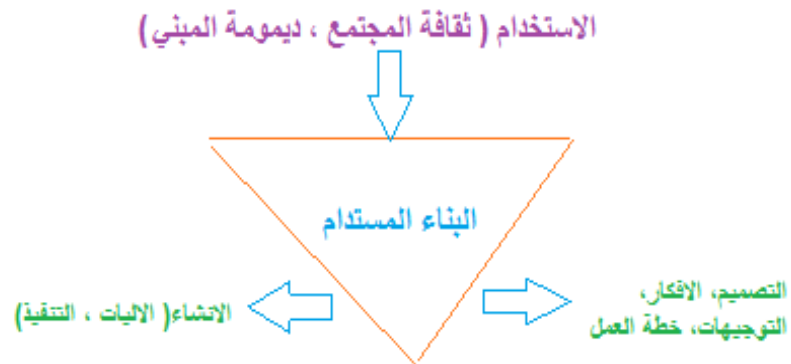 الاستخدام ( ثقافة المجتمع ، ديمومة المبني )
البناء المستدام
التصميم، الافكار،
التوجيهات، خطة العمل
الانشاء( الاليات ، التنفيذ)